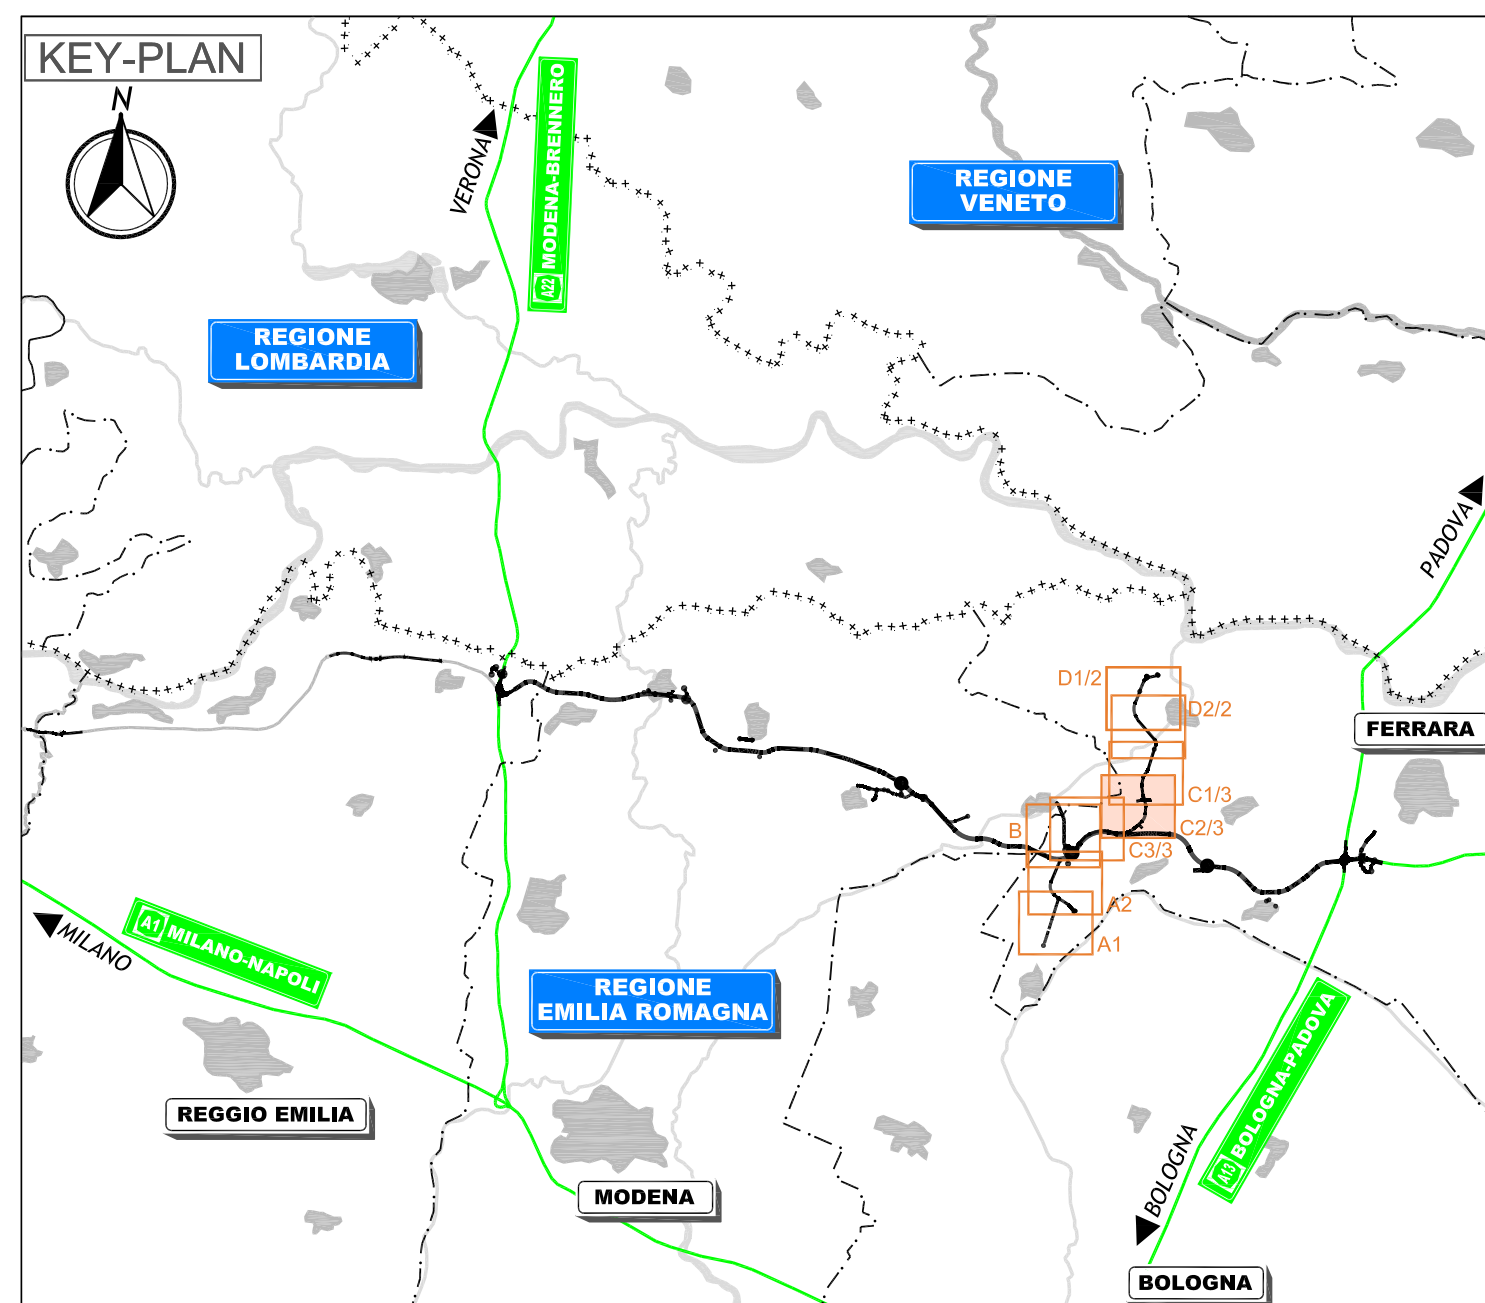 KEY-PLAN
N
VERONA
A22 MODENA-BRENNERO
REGIONE
VENETO
REGIONE
LOMBARDIA
PADOVA
D1/2
D2/2
FERRARA
C1/3
C2/3
B
C3/3
A2
A1
MILANO
A1 MILANO-NAPOLI
REGIONE
EMILIA ROMAGNA
A13 BOLOGNA-PADOVA
REGGIO EMILIA
BOLOGNA
MODENA
BOLOGNA